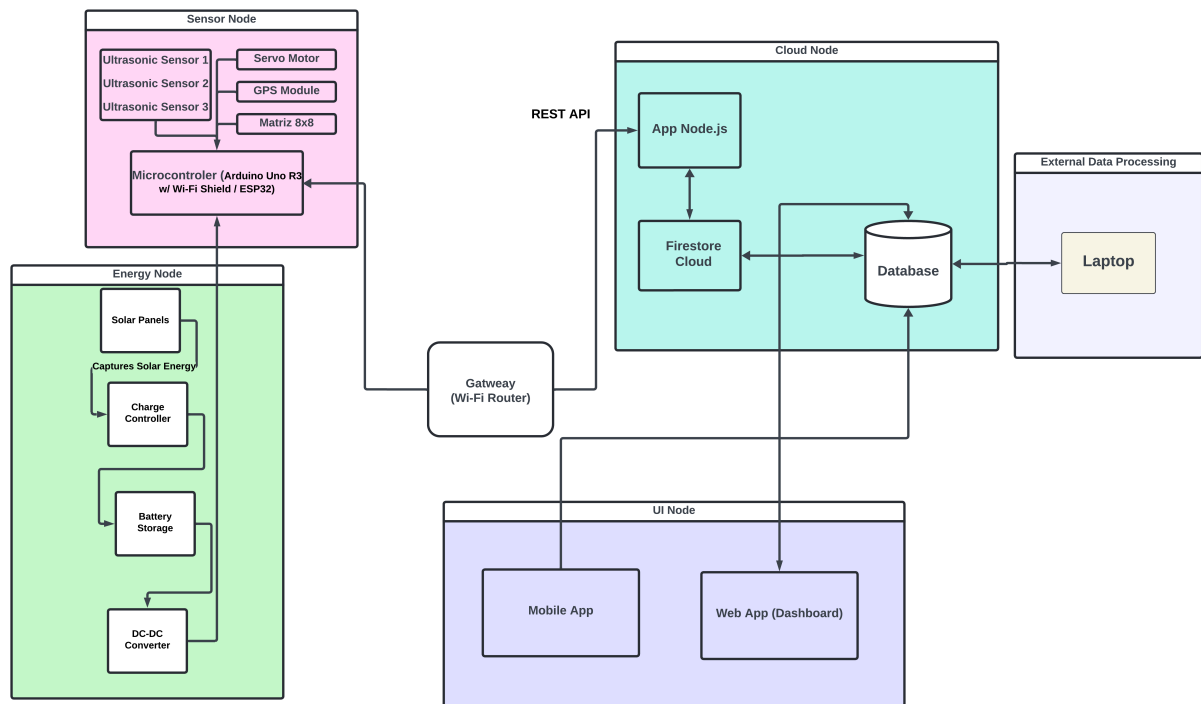 Sensor Node
Ultrasonic Sensor 1
Ultrasonic Sensor 2
Ultrasonic Sensor 3
Servo Motor
GPS Module
Matriz 8x8
Microcontroler (Arduino Uno R3
w/ Wi-Fi Shield / ESP32)
Energy Node
Solar Panels
Captures Solar Energy
Charge
Controller
Battery
Storage
DC-DC
Converter
Gatweay
(Wi-Fi Router)
REST API
Cloud Node
App Node.js
Firestore
Cloud
Database
External Data Processing
Laptop
UI Node
Mobile App
Web App (Dashboard)